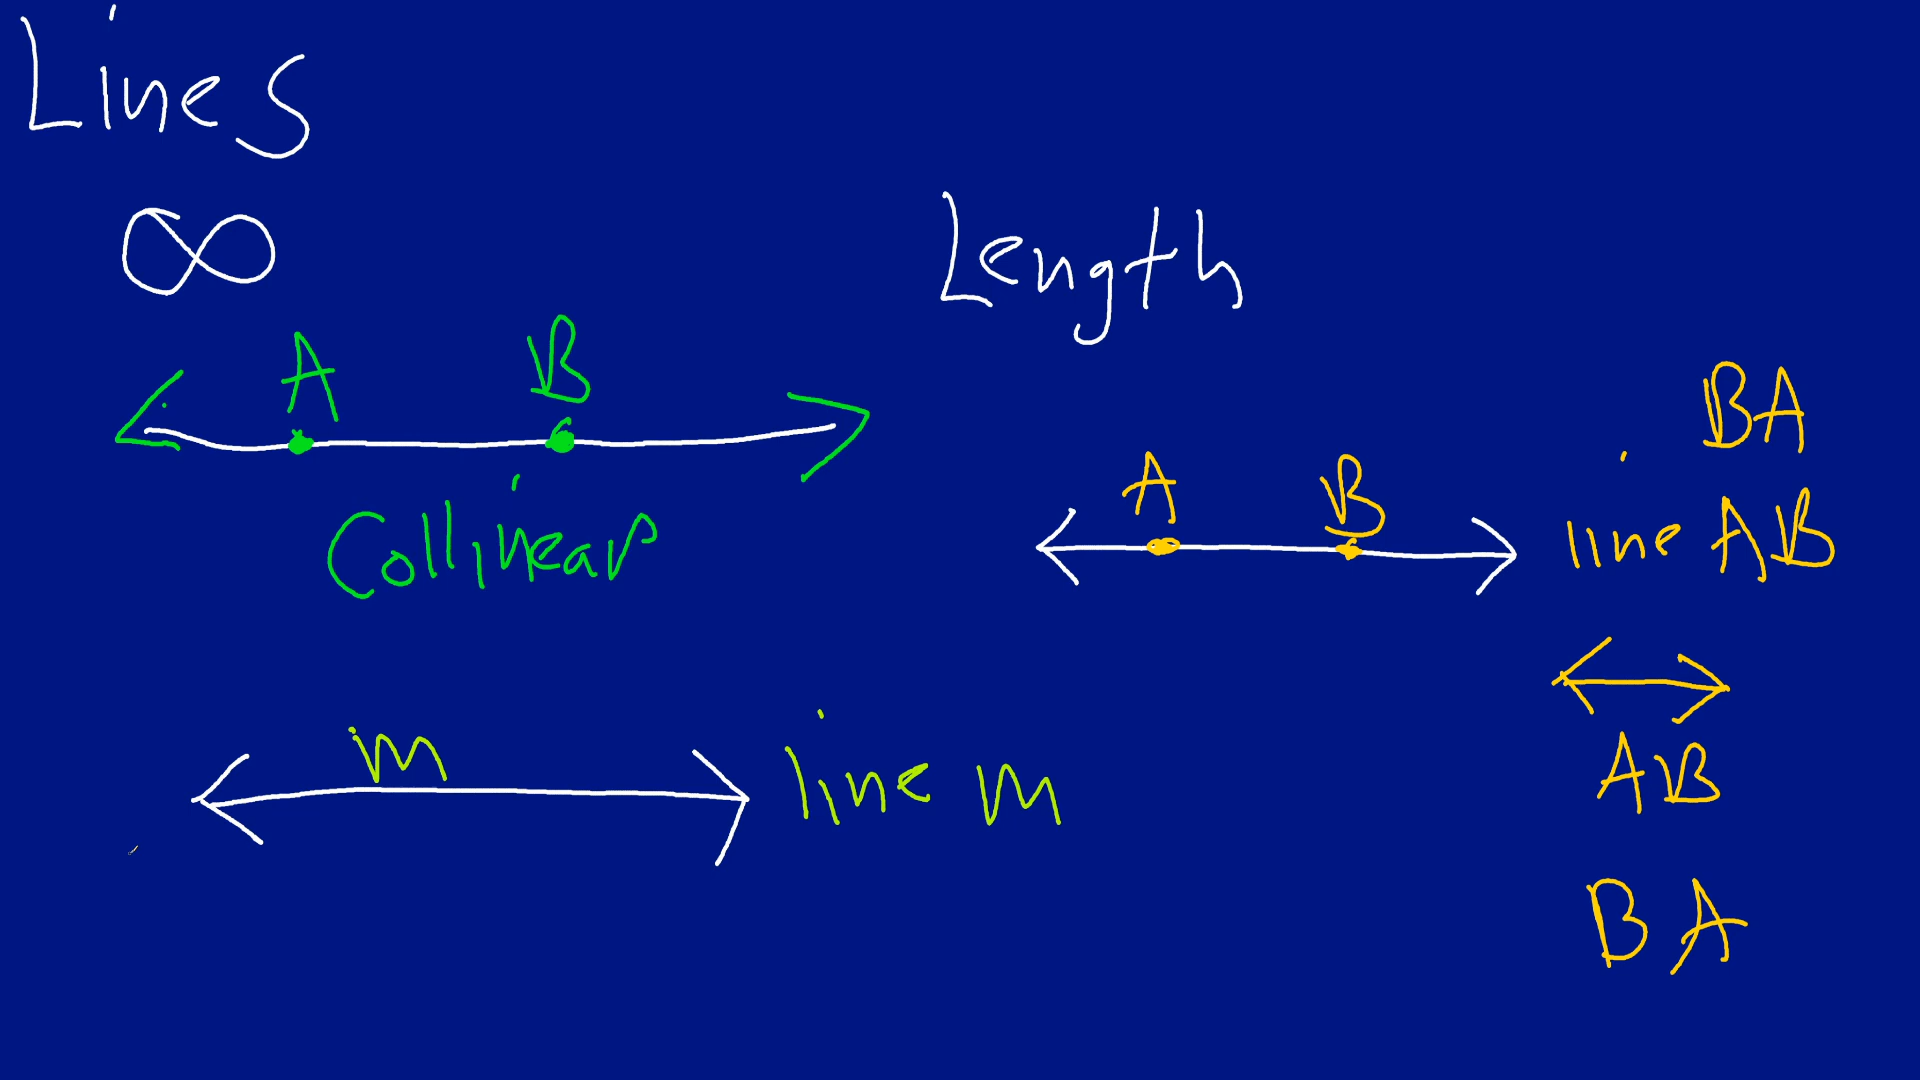 Lines
∞
Length
A B
Collinear
BA
A B
line AB
m
line m
AB
BA